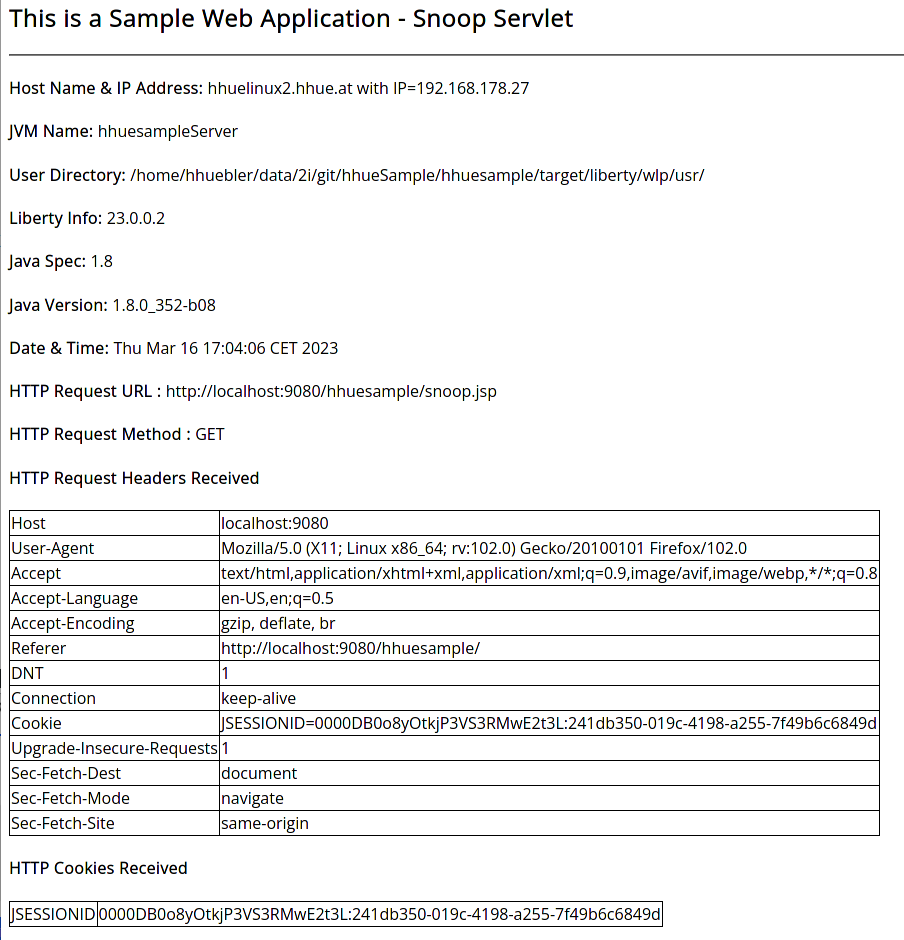 This is a Sample Web Application - Snoop Servlet
Host Name & IP Address: hhuelinux2.hhue.at with IP=192.168.178.27
JVM Name: hhuesampleServer
User Directory: /home/hhuebler/data/2i/git/hhueSample/hhuesample/target/liberty/wlp/usr/
Liberty Info: 23.0.0.2
Java Spec: 1.8
Java Version: 1.8.0_352-b08
Date & Time: Thu Mar 16 17:04:06 CET 2023
HTTP Request URL : http://localhost:9080/hhuesample/snoop.jsp
HTTP Request Method : GET
HTTP Request Headers Received
Host localhost:9080
User-Agent Mozilla/5.0 (X11; Linux x86_64; rv:102.0) Gecko/20100101 Firefox/102.0
Accept text/html,application/xhtml+xml,application/xml;q=0.9,image/avif,image/webp,*/*;q=0.8
Accept-Language en-US,en;q=0.5
Accept-Encoding gzip, deflate, br
Referer http://localhost:9080/hhuesample/
DNT 1
Connection keep-alive
Cookie JSESSIONID=0000DB0o8yOtkjP3VS3RMwE2t3L:241db350-019c-4198-a255-7f49b6c6849d
Upgrade-Insecure-Requests 1
Sec-Fetch-Dest document
Sec-Fetch-Mode navigate
Sec-Fetch-Site same-origin
HTTP Cookies Received
JSESSIONID 0000DB0o8yOtkjP3VS3RMwE2t3L:241db350-019c-4198-a255-7f49b6c6849d